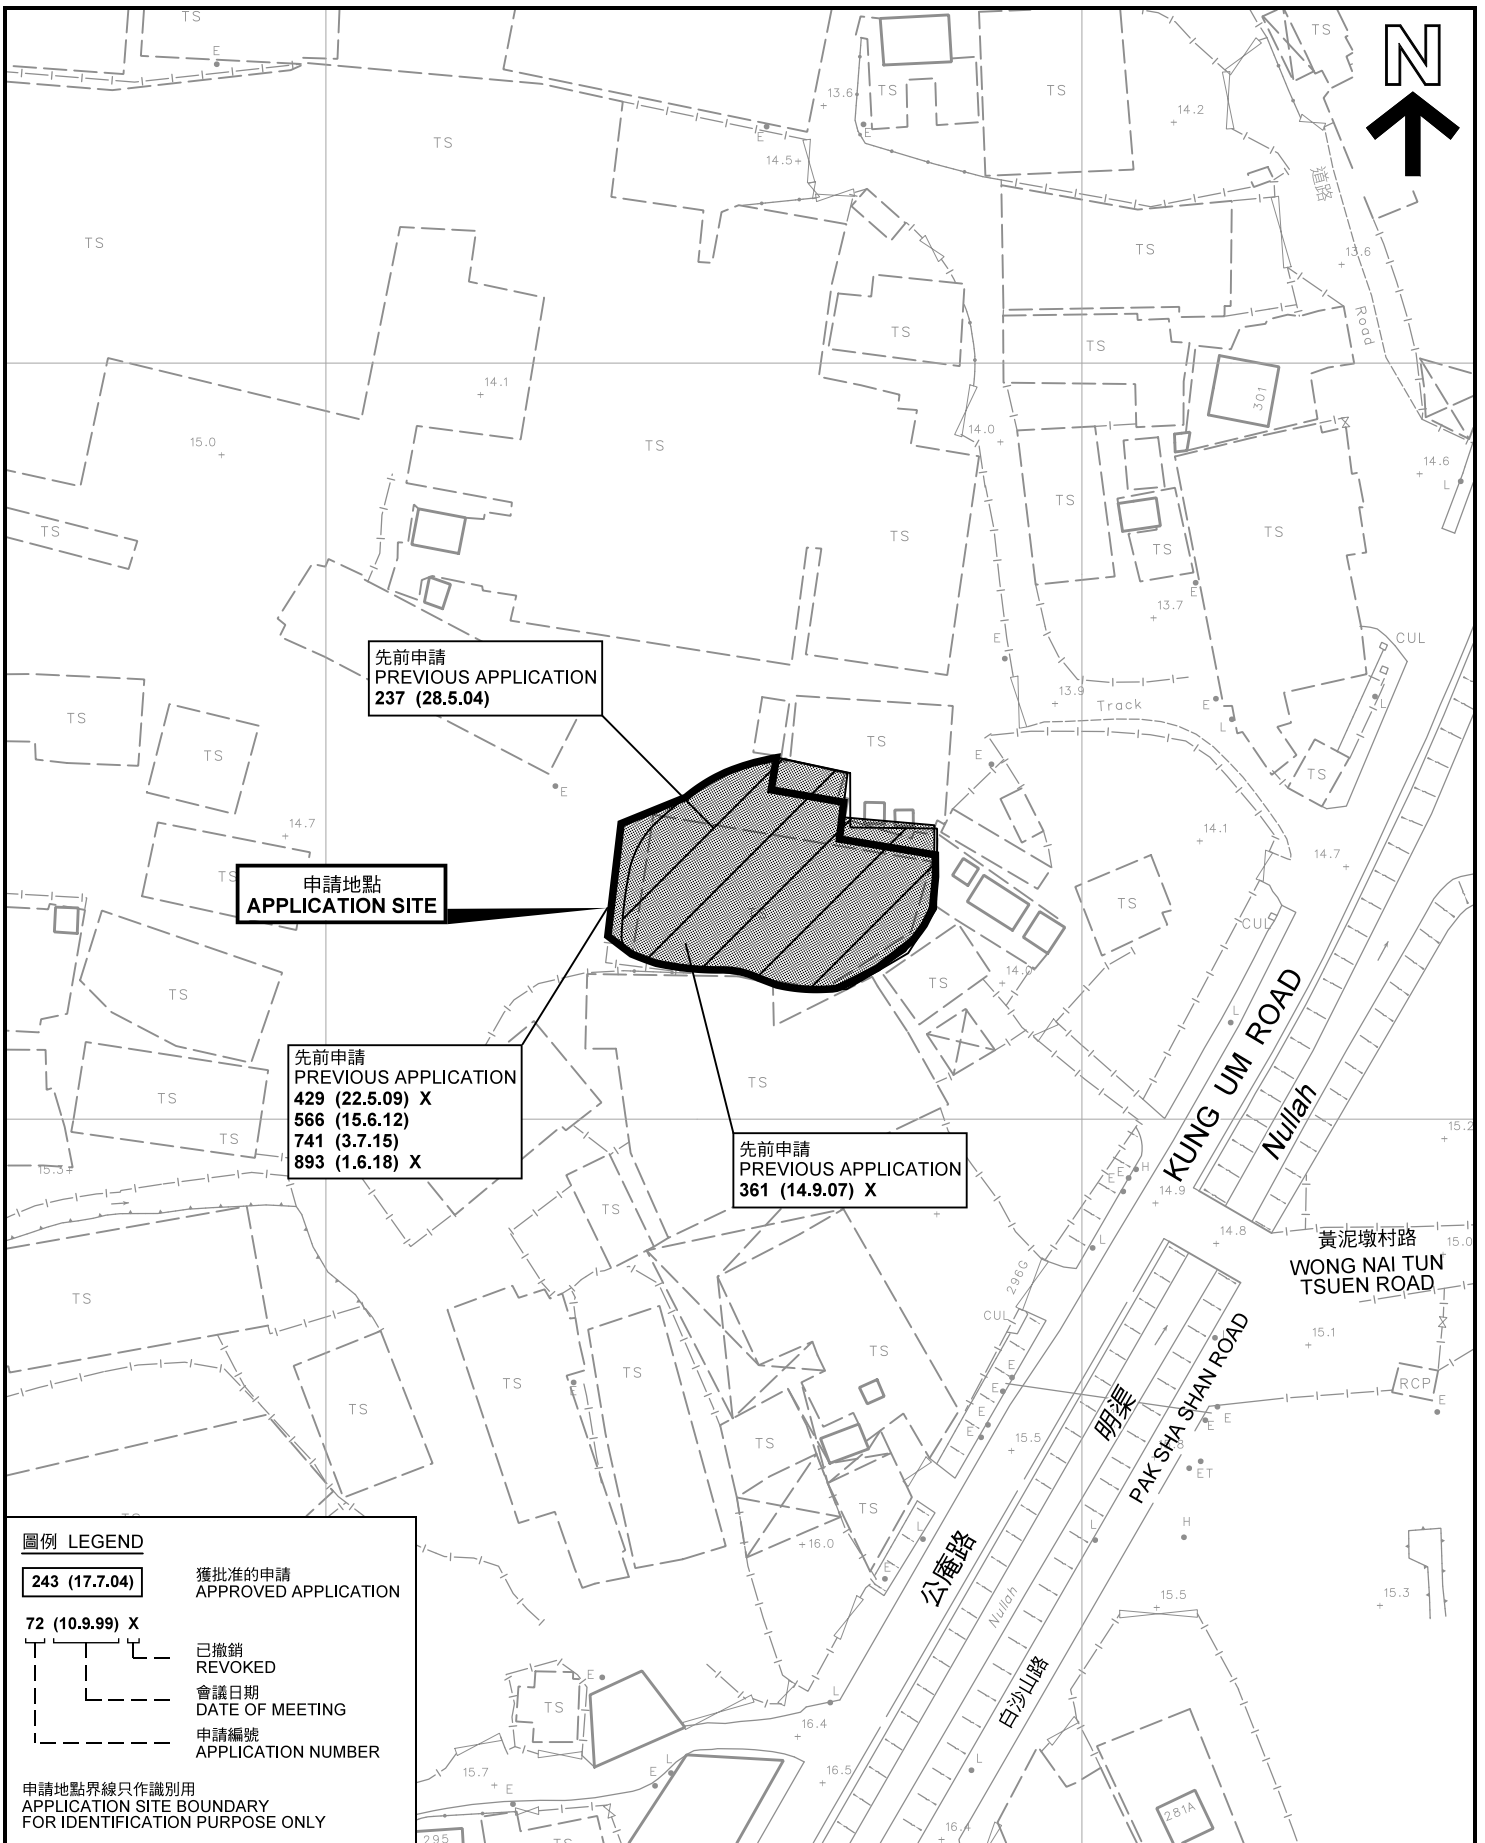 N
TS
E
TS
TS
13.6
TS
TS
14.2
E
E
TS
14.5
道路
TS
TS
13.6
TS
Road
TS
14.1
301
15.0
TS
14.0
14.6
L
TS
TS
TS
TS
TS
E
13.7
CUL
E
先前申請
PREVIOUS APPLICATION
237 (28.5.04)
13.9
Track
E
L
L
TS
TS
TS
E
TS
E
14.7
14.1
14.7
TS
申請地點
APPLICATION SITE
TS
CUL
TS
14.0
TS
L
KUNG UM ROAD
Nullah
先前申請
PREVIOUS APPLICATION
429 (22.5.09) X
566 (15.6.12)
741 (3.7.15)
893 (1.6.18) X
TS
TS
TS
15.2
15.3
先前申請
PREVIOUS APPLICATION
361 (14.9.07) X
E
E
H
14.9
TS
14.8
L
黃泥墩村路
WONG NAI TUN
TSUEN ROAD
15.0
296G
TS
CUL
15.1
TS
TS
TS
E
E
E
RCP
TS
明渠
PAK SHA SHAN ROAD
E
E
E
E
E
TS
15.5
ET
TS
L
16.0
L
H
公庵路
E
Nullah
15.5
15.3
圖例 LEGEND
243 (17.7.04)
獲批准的申請
APPROVED APPLICATION
72 (10.9.99) X
已撤銷
REVOKED
會議日期
DATE OF MEETING
申請編號
APPLICATION NUMBER
申請地點界線只作識別用
APPLICATION SITE BOUNDARY
FOR IDENTIFICATION PURPOSE ONLY
E
TS
L
白沙山路
16.4
15.7
L
E
E
16.5
L
281A
295
TS
16.4